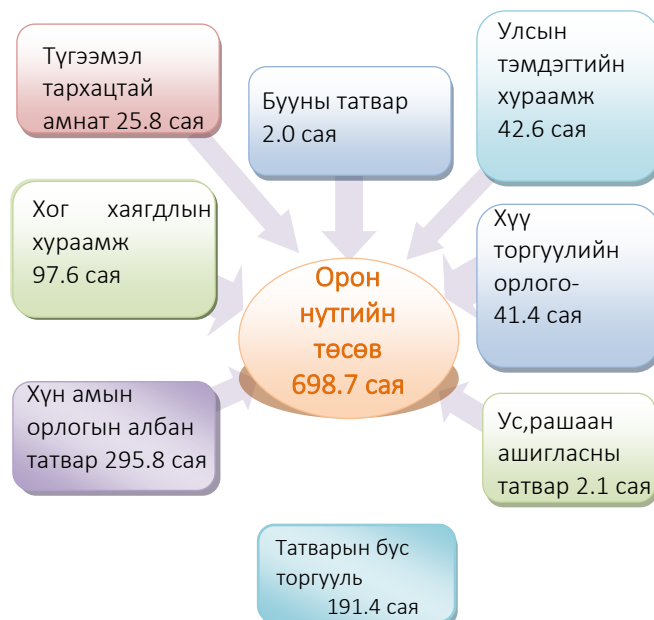 Түгээмэл
тархацтай
амнат 25.8 сая
Бууны татвар
2.0 сая
Улсын
тэмдэгтийн
хураамж
42.6 сая
Хог хаягдлын
хураамж
97.6 сая
Орон
нутгийн
төсөв
698.7 сая
Хүү
торгуулийн
орлого-
41.4 сая
Хүн амын
орлогын албан
татвар 295.8 сая
Ус,рашаан
ашигласны
татвар 2.1 сая
Татварын бус
торгууль
191.4 сая